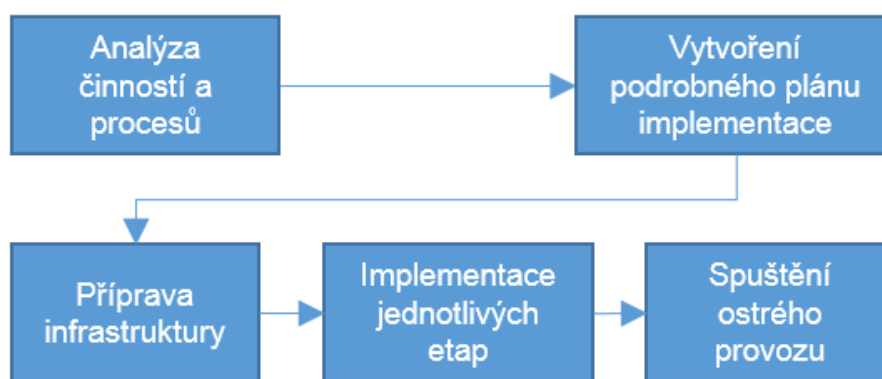 Analýza
činností a
procesů
Vytvoření
podrobného plánu
implementace
Příprava
infrastruktury
Implementace
jednotlivých
etap
Spuštění
ostrého
provozu